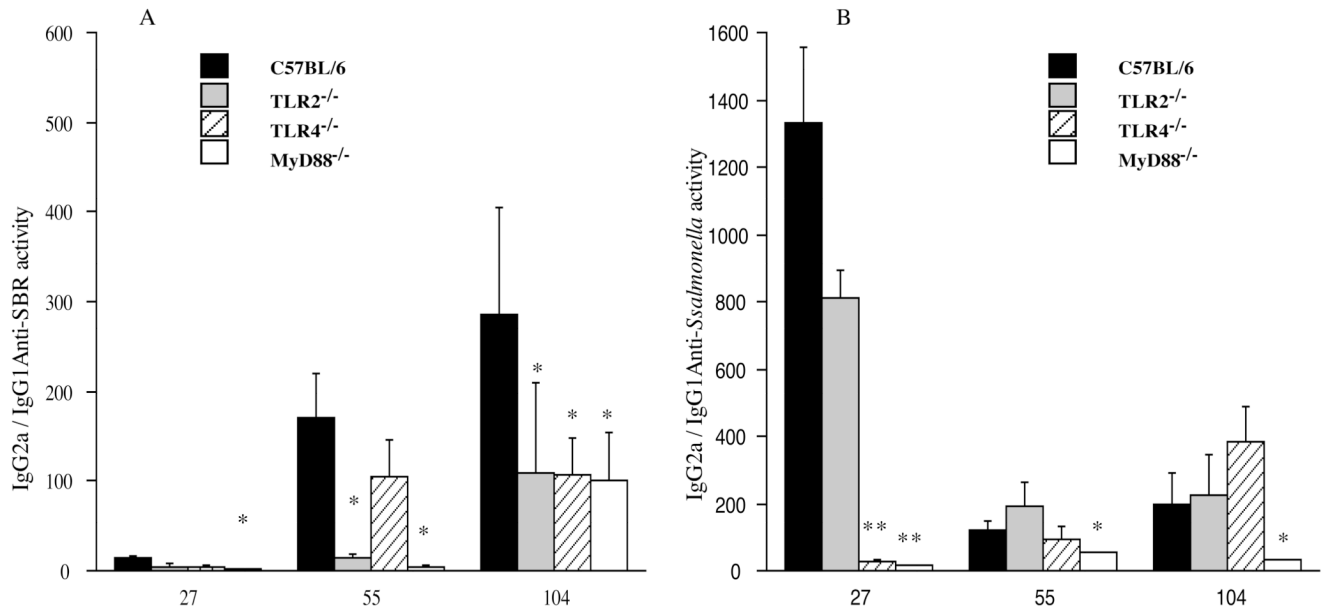 A
IgG2a / IgG1Anti-SBR activity
600
500
400
300
200
100
0
C57BL/6
TLR2-/-
TLR4-/-
MyD88-/-
*
*
*
*
*
*
27
55
104
B
IgG2a / IgG1Anti-Ssalmonella activity
1600
1400
1200
1000
800
600
400
200
0
C57BL/6
TLR2-/-
TLR4-/-
MyD88-/-
**
**
*
*
27
55
104